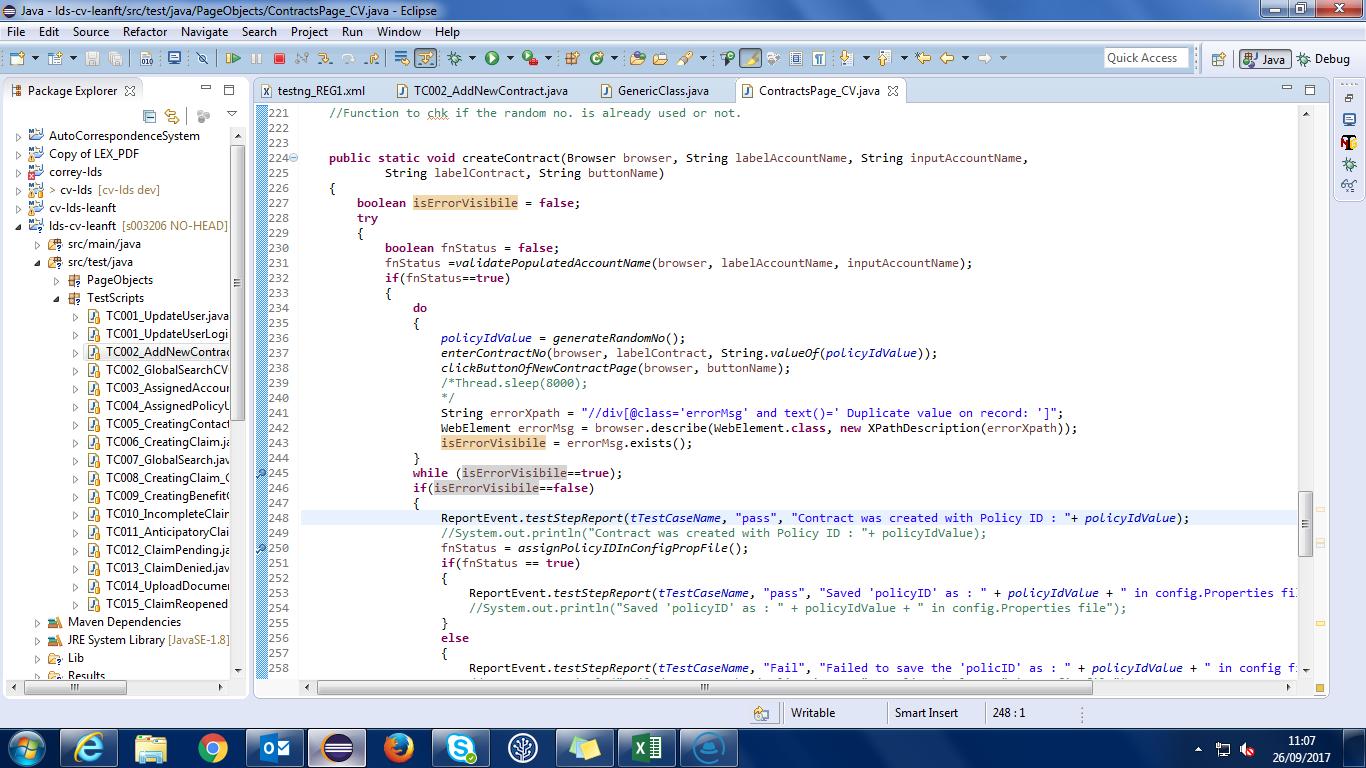 Java - lds-cv-leanft/src/test/java/PageObjects/ContractsPage_CV.java - Eclipse
File Edit Source Refactor Navigate Search Project Run Window Help
Quick Access
Java
Debug
Package Explorer
testng_REG1.xml
TC002_AddNewContract.java
GenericClass.java
ContractsPage_CV.java
AutoCorrespondenceSystem
Copy of LEX_PDF
correy-lds
> cv-lds [cv-lds dev]
cv-lds-leanft
lds-cv-leanft [s003206 NO-HEAD]
src/main/java
src/test/java
PageObjects
TestScripts
TC001_UpdateUser.java
TC001_UpdateUserLogi
TC002_AddNewContrac
TC002_GlobalSearchCV
TC003_AssignedAccour
TC004_AssignedPolicyU
TC005_CreatingContact
TC006_CreatingClaim.ja
TC007_GlobalSearch.jav
TC008_CreatingClaim_C
TC009_CreatingBenefitC
TC010_IncompleteClain
TC011_AnticipatoryClai
TC012_ClaimPending.ja
TC013_ClaimDenied.jav
TC014_UploadDocumer
TC015_ClaimReopened
Maven Dependencies
JRE System Library [JavaSE-1.8]
Lib
Results
221 //Function to chk if the random no. is already used or not.
222
223
224 public static void createContract(Browser browser, String labelAccountName, String inputAccountName,
225 String labelContract, String buttonName)
226 {
227 boolean isErrorVisibile = false;
228 try
229 {
230 boolean fnStatus = false;
231 fnStatus =validatePopulatedAccountName(browser, labelAccountName, inputAccountName);
232 if(fnStatus==true)
233 {
234 do
235 {
236 policyIdValue = generateRandomNo();
237 enterContractNo(browser, labelContract, String.valueOf(policyIdValue));
238 clickButtonOfNewContractPage(browser, buttonName);
239 /*Thread.sleep(8000);
240 */
241 String errorXpath = "//div[@class='errorMsg' and text()=' Duplicate value on record: ']";
242 WebElement errorMsg = browser.describe(WebElement.class, new XPathDescription(errorXpath));
243 isErrorVisibile = errorMsg.exists();
244 }
245 while (isErrorVisibile==true);
246 if(isErrorVisibile==false)
247 {
248 ReportEvent.testStepReport(tTestCaseName, "pass", "Contract was created with Policy ID : "+ policyIdValue);
249 //System.out.println("Contract was created with Policy ID : "+ policyIdValue);
250 fnStatus = assignPolicyIDInConfigPropFile();
251 if(fnStatus == true)
252 {
253 ReportEvent.testStepReport(tTestCaseName, "pass", "Saved 'policyID' as : " + policyIdValue + " in config.Properties fil
254 //System.out.println("Saved 'policyID' as : " + policyIdValue + " in config.Properties file");
255 }
256 else
257 {
258 ReportEvent.testStepReport(tTestCaseName, "Fail", "Failed to save the 'policID' as : " + policyIdValue + " in config fi
Writable
Smart Insert
248 : 1
11:07
26/09/2017